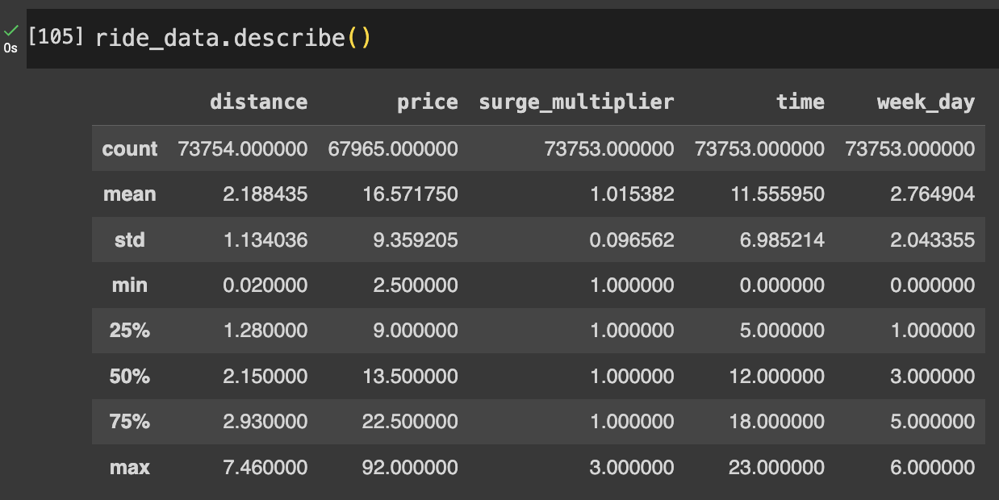 [105] ride_data.describe()
0s
distance price surge_multiplier time week_day
count 73754.000000 67965.000000 73753.000000 73753.000000 73753.000000
mean 2.188435 16.571750 1.015382 11.555950 2.764904
std 1.134036 9.359205 0.096562 6.985214 2.043355
min 0.020000 2.500000 1.000000 0.000000 0.000000
25% 1.280000 9.000000 1.000000 5.000000 1.000000
50% 2.150000 13.500000 1.000000 12.000000 3.000000
75% 2.930000 22.500000 1.000000 18.000000 5.000000
max 7.460000 92.000000 3.000000 23.000000 6.000000